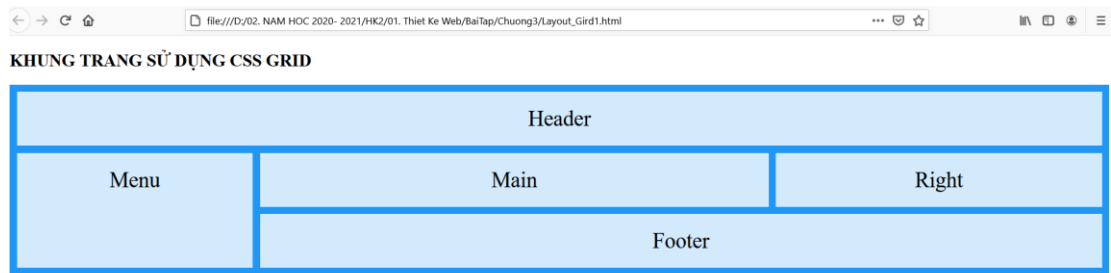 file:///D:/02. NAM HOC 2020- 2021/HK2/01. Thiet Ke Web/BaiTap/Chuong3/Layout_Gird1.html
KHUNG TRANG SỬ DỤNG CSS GRID
Header
Menu Main Right
Footer